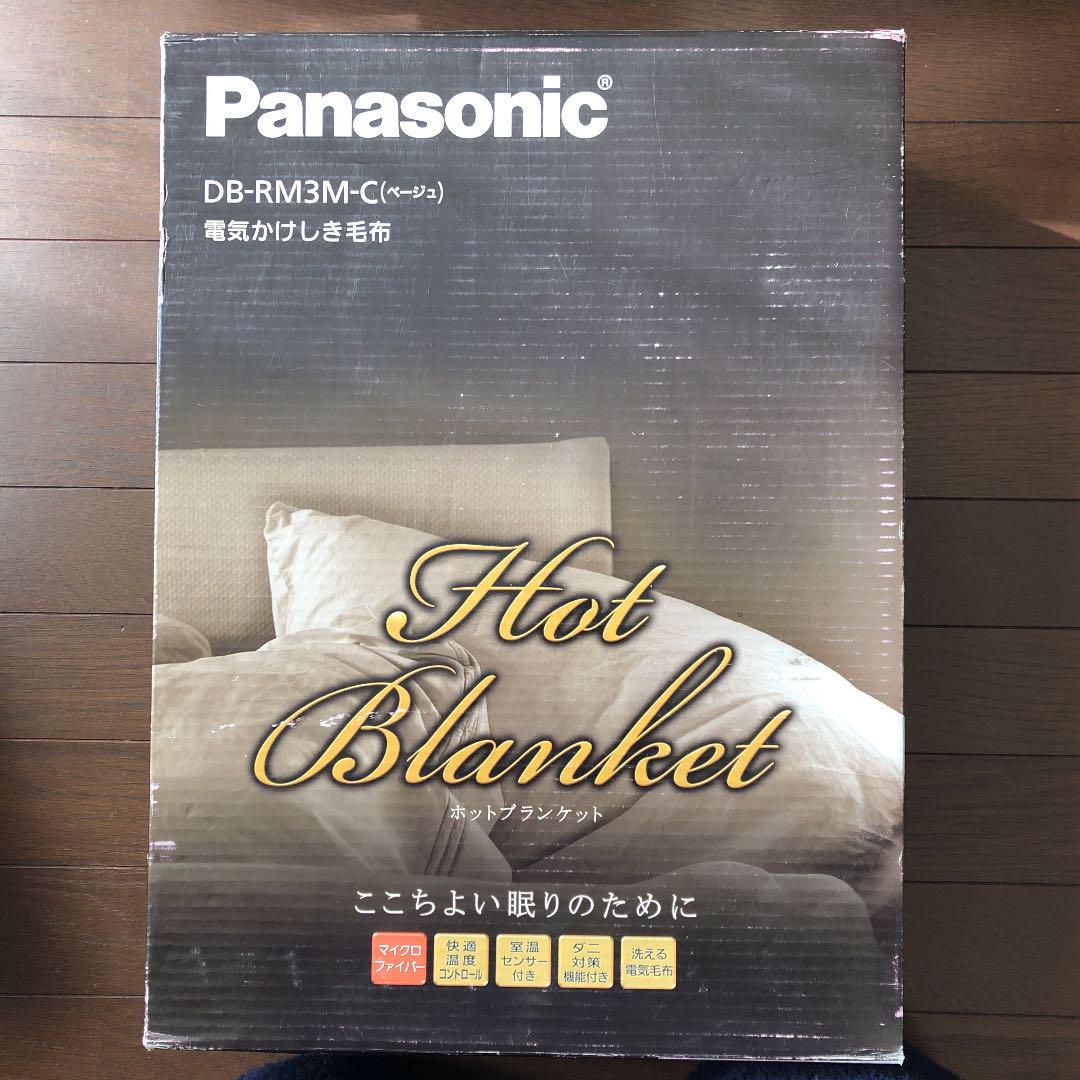 Panasonic®
DB-RM3M-C(ベージュ)
電気かけしき毛布
Hot
Blanket
ホットブランケット
ここちよい眠りのために
マイクロ
ファイバー
快適
温度
コントロール
室温
センサー
付き
ダニ
対策
機能付き
洗える
電気毛布